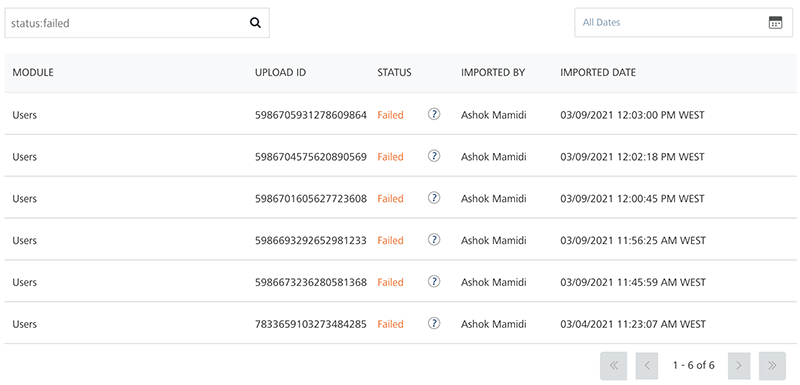 status:failed
All Dates
MODULE UPLOAD ID STATUS IMPORTED BY IMPORTED DATE
Users 5986705931278609864 Failed ? Ashok Mamidi 03/09/2021 12:03:00 PM WEST
Users 5986704575620890569 Failed ? Ashok Mamidi 03/09/2021 12:02:18 PM WEST
Users 5986701605627723608 Failed ? Ashok Mamidi 03/09/2021 12:00:45 PM WEST
Users 5986693292652981233 Failed ? Ashok Mamidi 03/09/2021 11:56:25 AM WEST
Users 5986673236280581368 Failed ? Ashok Mamidi 03/09/2021 11:45:59 AM WEST
Users 7833659103273484285 Failed ? Ashok Mamidi 03/04/2021 11:23:07 AM WEST
1 - 6 of 6